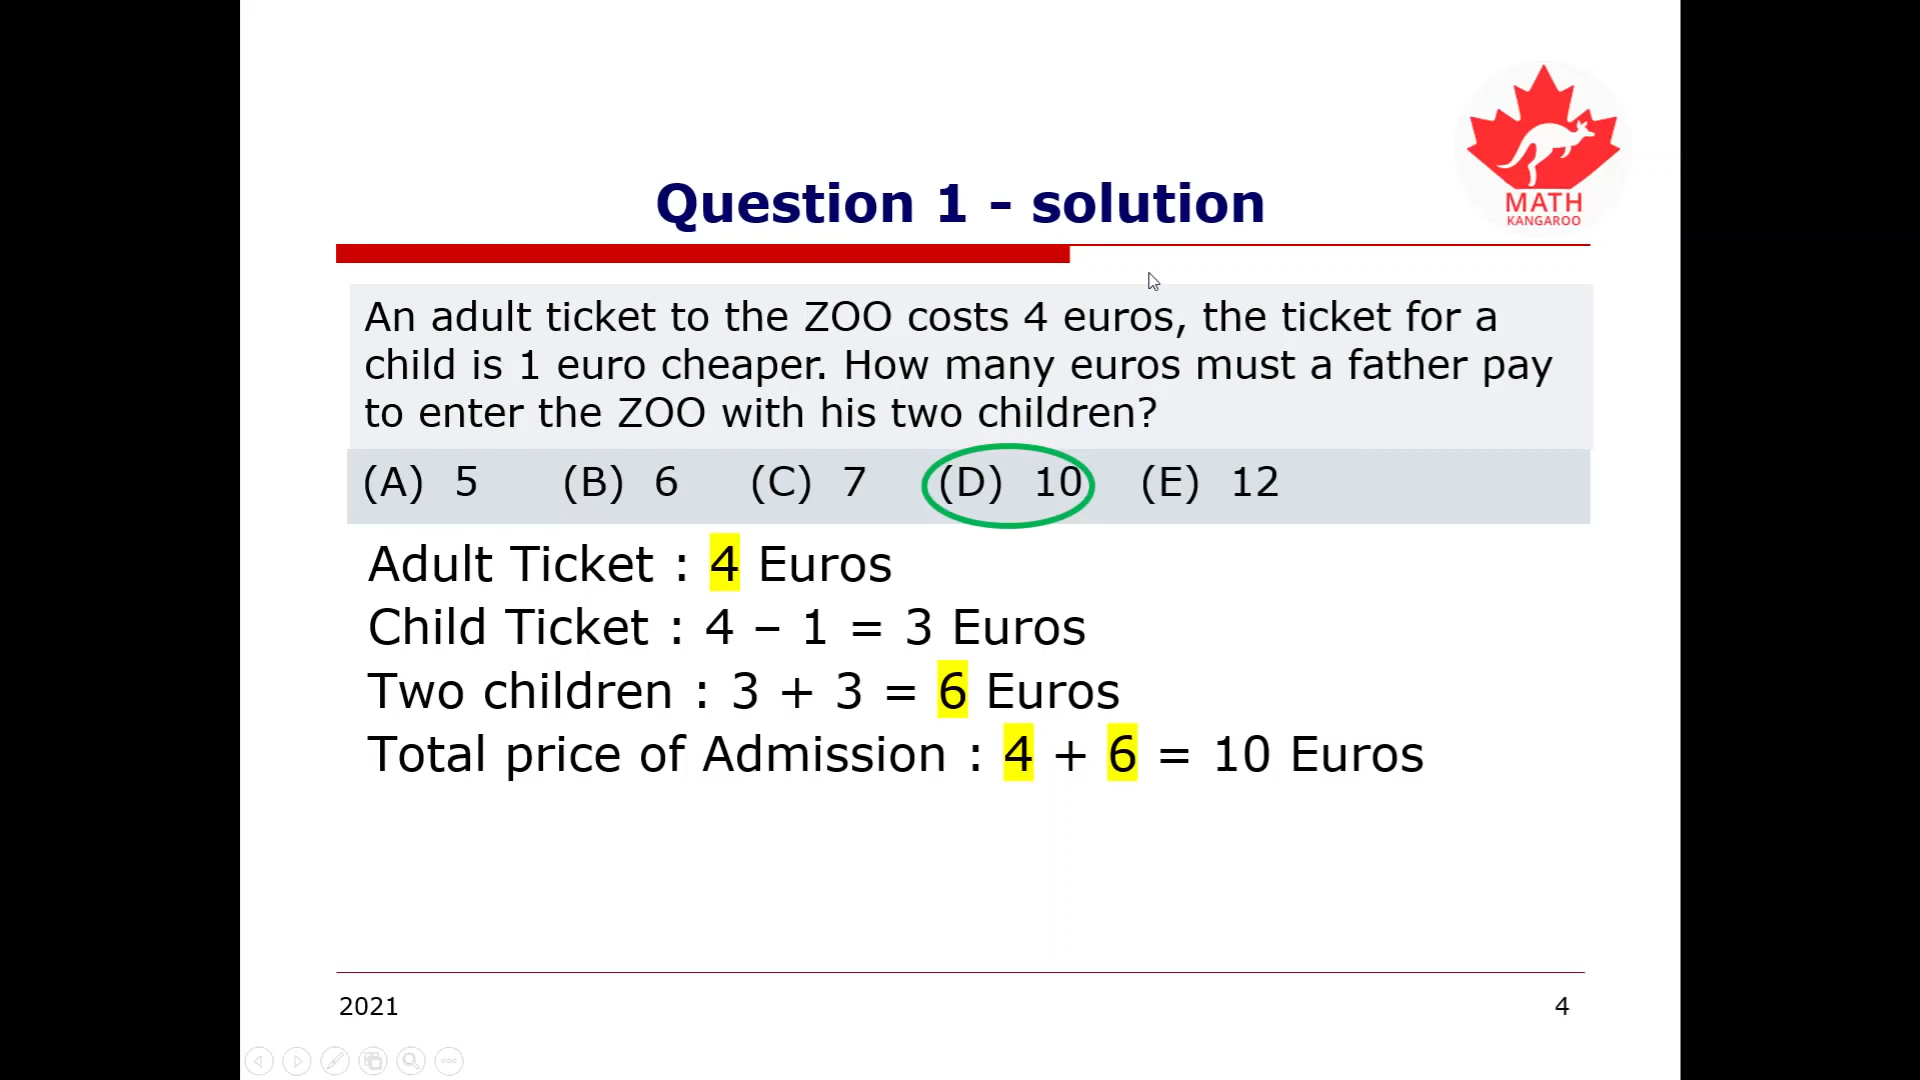 MATH
KANGAROO
Question 1 - solution
An adult ticket to the ZOO costs 4 euros, the ticket for a
child is 1 euro cheaper. How many euros must a father pay
to enter the ZOO with his two children?
(A) 5 (B) 6 (C) 7 (D) 10 (E) 12
Adult Ticket : 4 Euros
Child Ticket : 4 – 1 = 3 Euros
Two children : 3 + 3 = 6 Euros
Total price of Admission : 4 + 6 = 10 Euros
2021 4